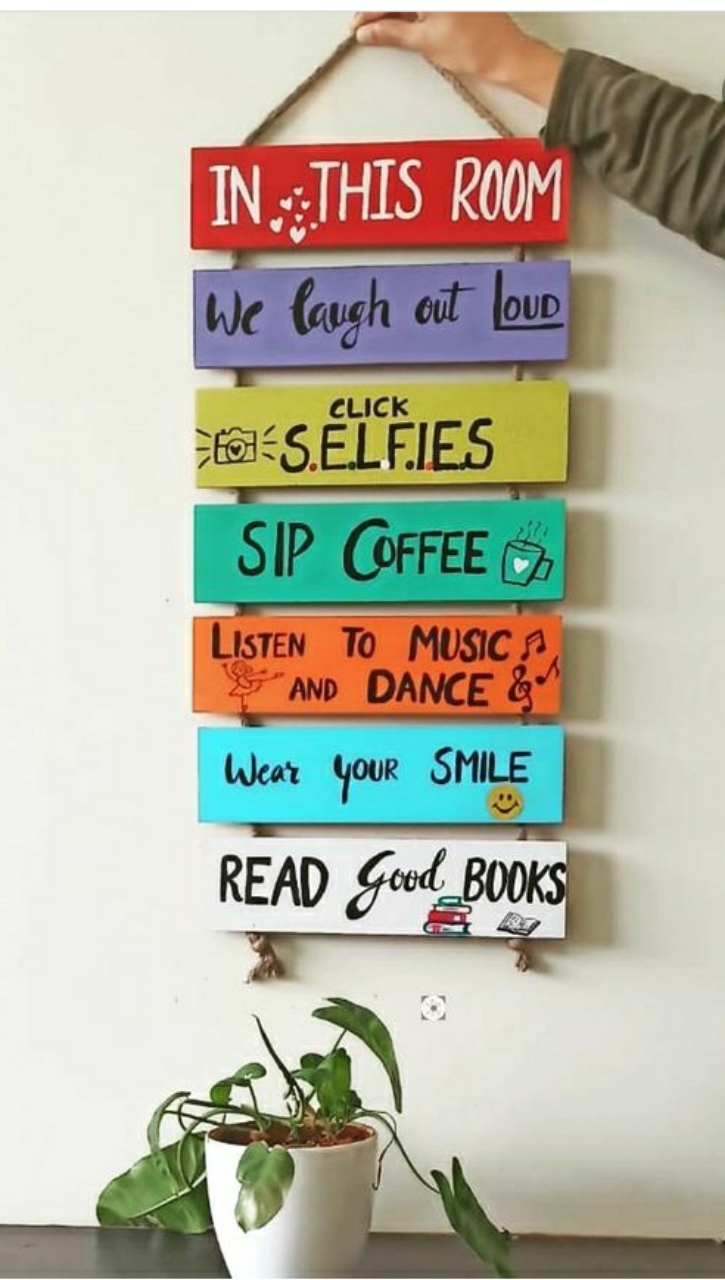 IN THIS ROOM
We laugh out LOUD
CLICK
S.E.L.F.I.E.S
SIP COFFEE
LISTEN TO MUSIC
AND DANCE
Wear YOUR SMILE
READ Good BOOKS